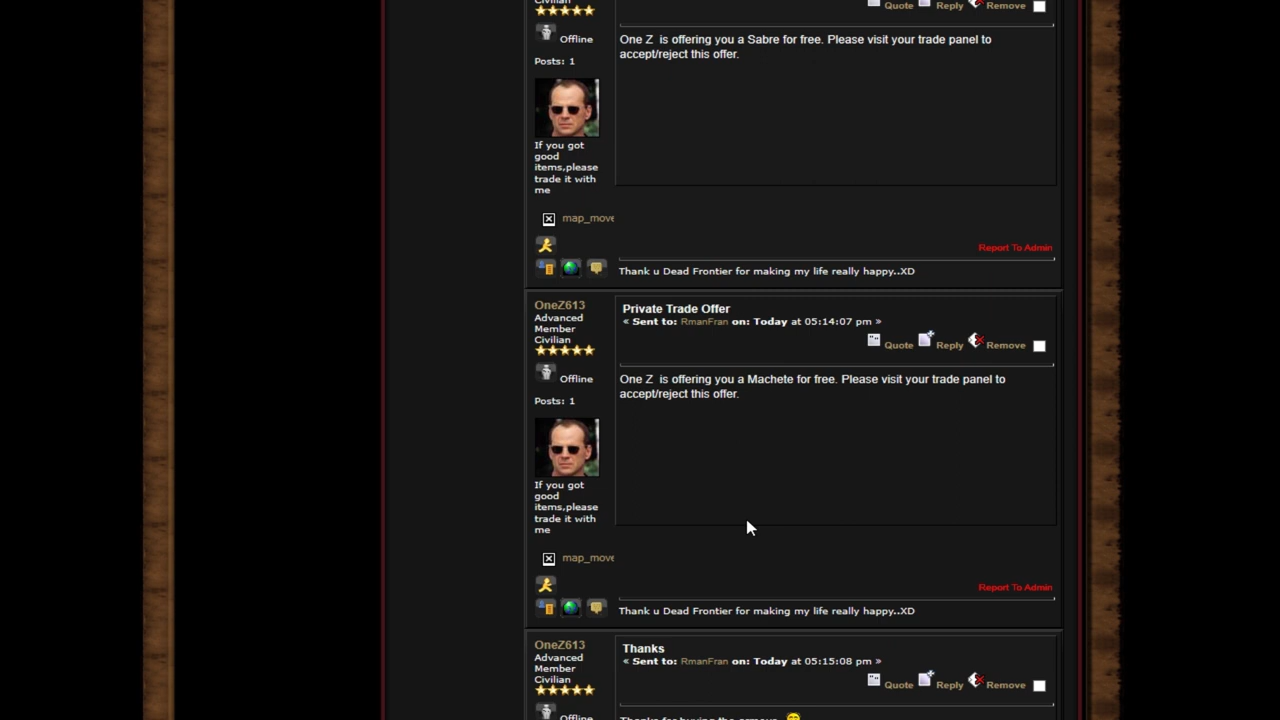 Civilian
Quote Reply Remove
Offline
Posts: 1
If you got
good
items,please
trade it with
me
map_move
One Z is offering you a Sabre for free. Please visit your trade panel to
accept/reject this offer.
Report To Admin
Thank u Dead Frontier for making my life really happy..XD
OneZ613
Advanced
Member
Civilian
Offline
Posts: 1
If you got
good
items,please
trade it with
me
map_move
Private Trade Offer
« Sent to: RmanFran on: Today at 05:14:07 pm »
Quote Reply Remove
One Z is offering you a Machete for free. Please visit your trade panel to
accept/reject this offer.
Report To Admin
Thank u Dead Frontier for making my life really happy..XD
OneZ613
Advanced
Member
Civilian
Offline
Thanks
« Sent to: RmanFran on: Today at 05:15:08 pm »
Quote Reply Remove
Thanks for buying the